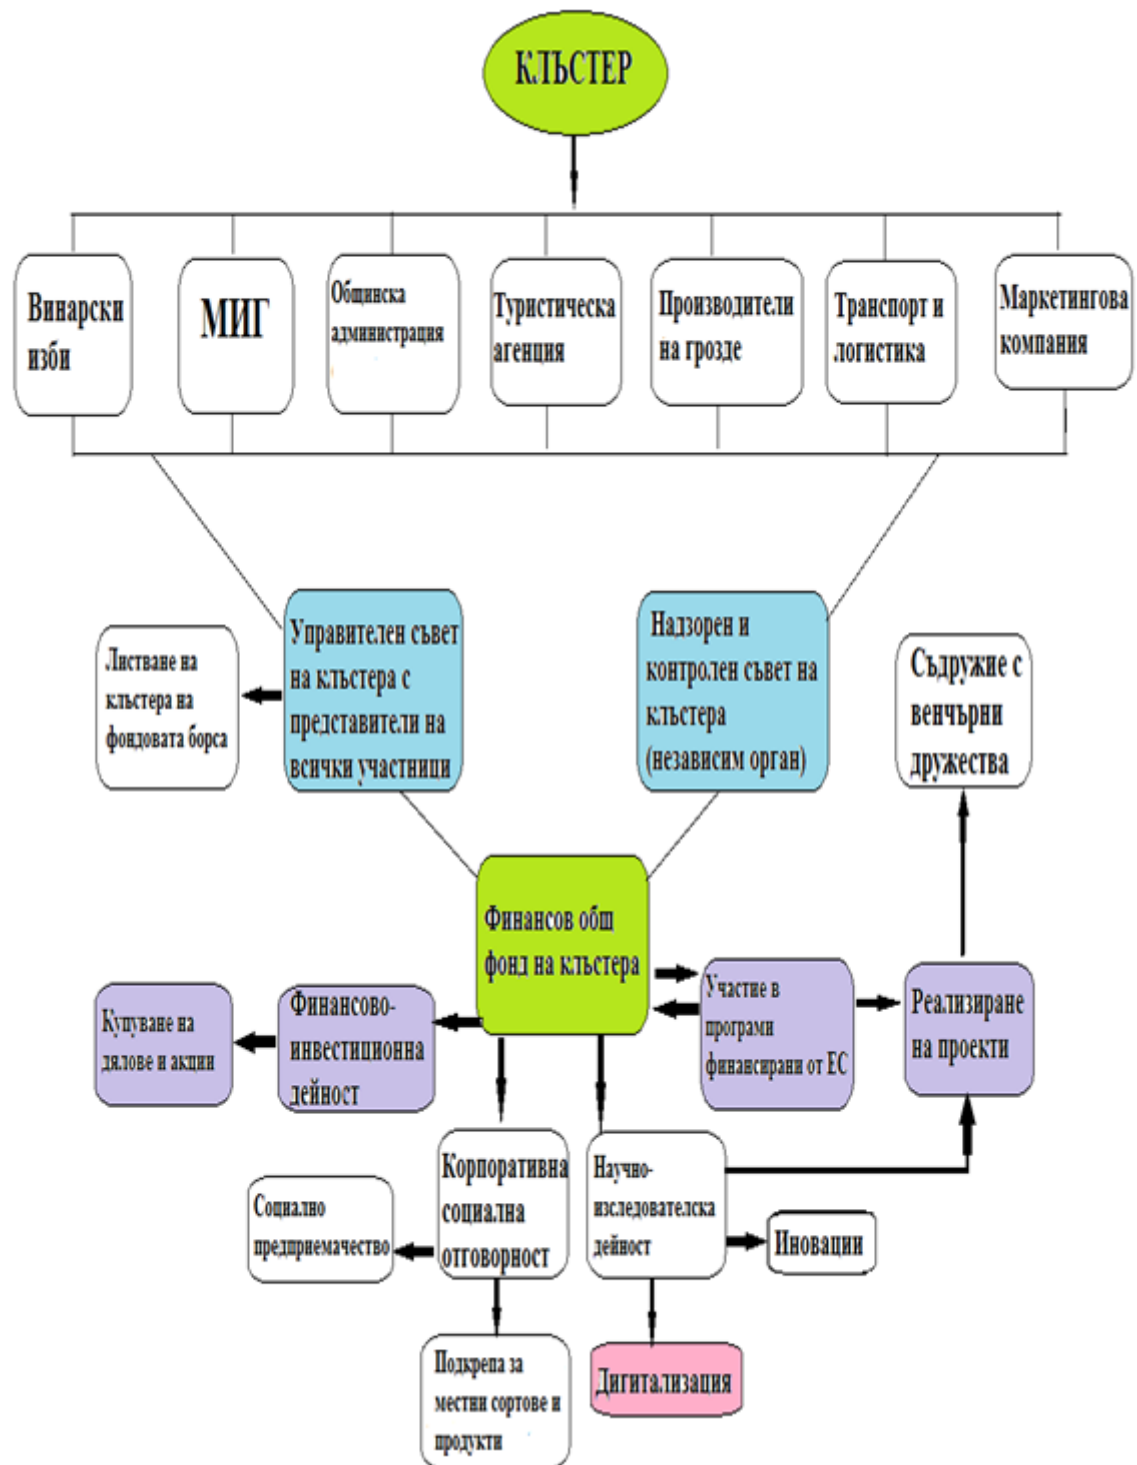 КЛЪСТЕР
Винарски
изби
МИГ
Общинска
администрация
Туристическа
агенция
Производители
на грозде
Транспорт и
логистика
Маркетингова
компания
Листване на
клъстера на
фондовата борса
Управителен съвет
на клъстера с
представители на
всички участници
Надзорен и
контролен съвет на
клъстера
(независим орган)
Съдружие с
венчърни
дружества
Финансов общ
фонд на клъстера
Купуване на
дялове и акции
Финансово-
инвестиционна
дейност
Участие в
програми
финансирани от ЕС
Реализиране
на проекти
Социално
предприемачество
Корпоративна
социална
отговорност
Научно-
изследователска
дейност
Иновации
Подкрепа за
местни сортове и
продукти
Дигитализация